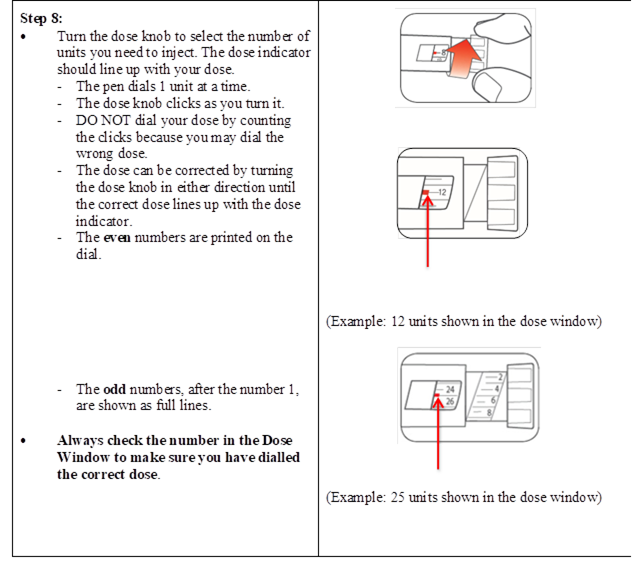 Step 8:
• Turn the dose knob to select the number of
units you need to inject. The dose indicator
should line up with your dose.
- The pen dials 1 unit at a time.
- The dose knob clicks as you turn it.
- DO NOT dial your dose by counting
the clicks because you may dial the
wrong dose.
- The dose can be corrected by turning
the dose knob in either direction until
the correct dose lines up with the dose
indicator.
- The even numbers are printed on the
dial.
- The odd numbers, after the number 1,
are shown as full lines.
• Always check the number in the Dose
Window to make sure you have dialled
the correct dose.
8
12
(Example: 12 units shown in the dose window)
24
26
2
4
6
8
(Example: 25 units shown in the dose window)